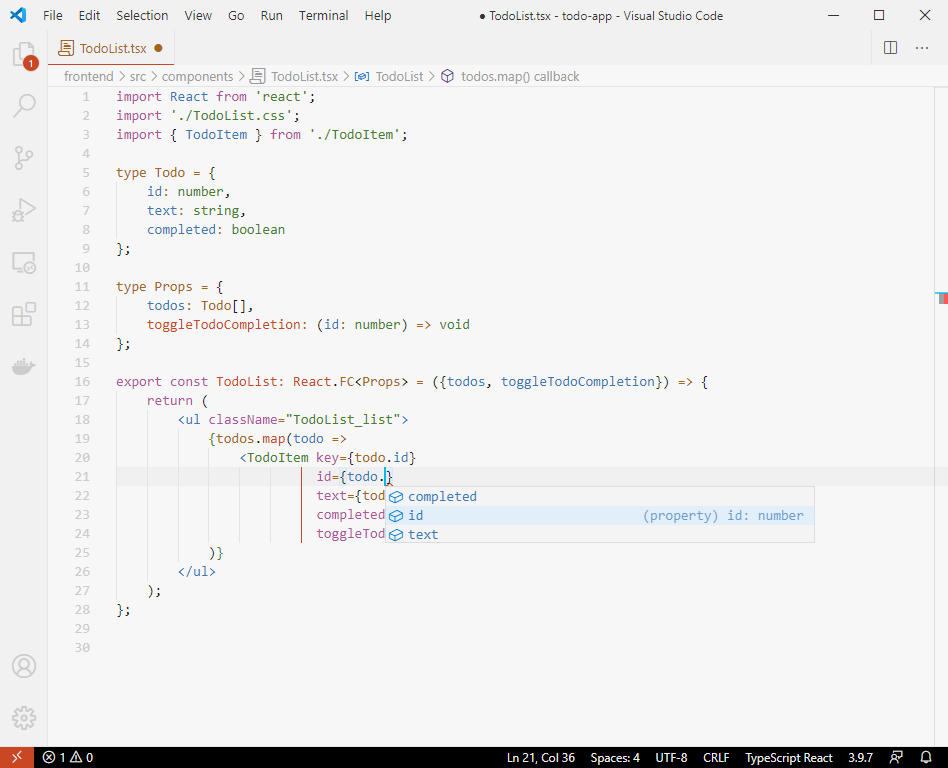 File Edit Selection View Go Run Terminal Help ● TodoList.tsx - todo-app - Visual Studio Code
TodoList.tsx ●
1
frontend > src > components > TodoList.tsx > TodoList > todos.map() callback
1 import React from 'react';
2 import './TodoList.css';
3 import { TodoItem } from './TodoItem';
4
5 type Todo = {
6 id: number,
7 text: string,
8 completed: boolean
9 };
10
11 type Props = {
12 todos: Todo[],
13 toggleTodoCompletion: (id: number) => void
14 };
15
16 export const TodoList: React.FC<Props> = ({todos, toggleTodoCompletion}) => {
17 return (
18 <ul className="TodoList_list">
19 {todos.map(todo =>
20 <TodoItem key={todo.id}
21 id={todo.}
22 text={tod
completed
23 completed
id (property) id: number
24 toggleTod
text
25 )}
26 </ul>
27 );
28 };
29
30
1 0 Ln 21, Col 36 Spaces: 4 UTF-8 CRLF TypeScript React 3.9.7